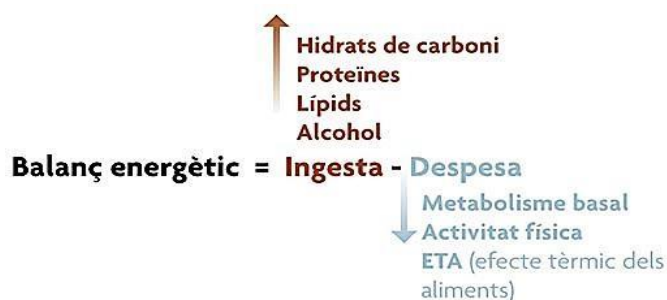 Hidrats de carboni
Proteïnes
Lípids
Alcohol
Balanç energètic = Ingesta - Despesa
Metabolisme basal
Activitat física
ETA (efecte tèrmic dels
aliments)